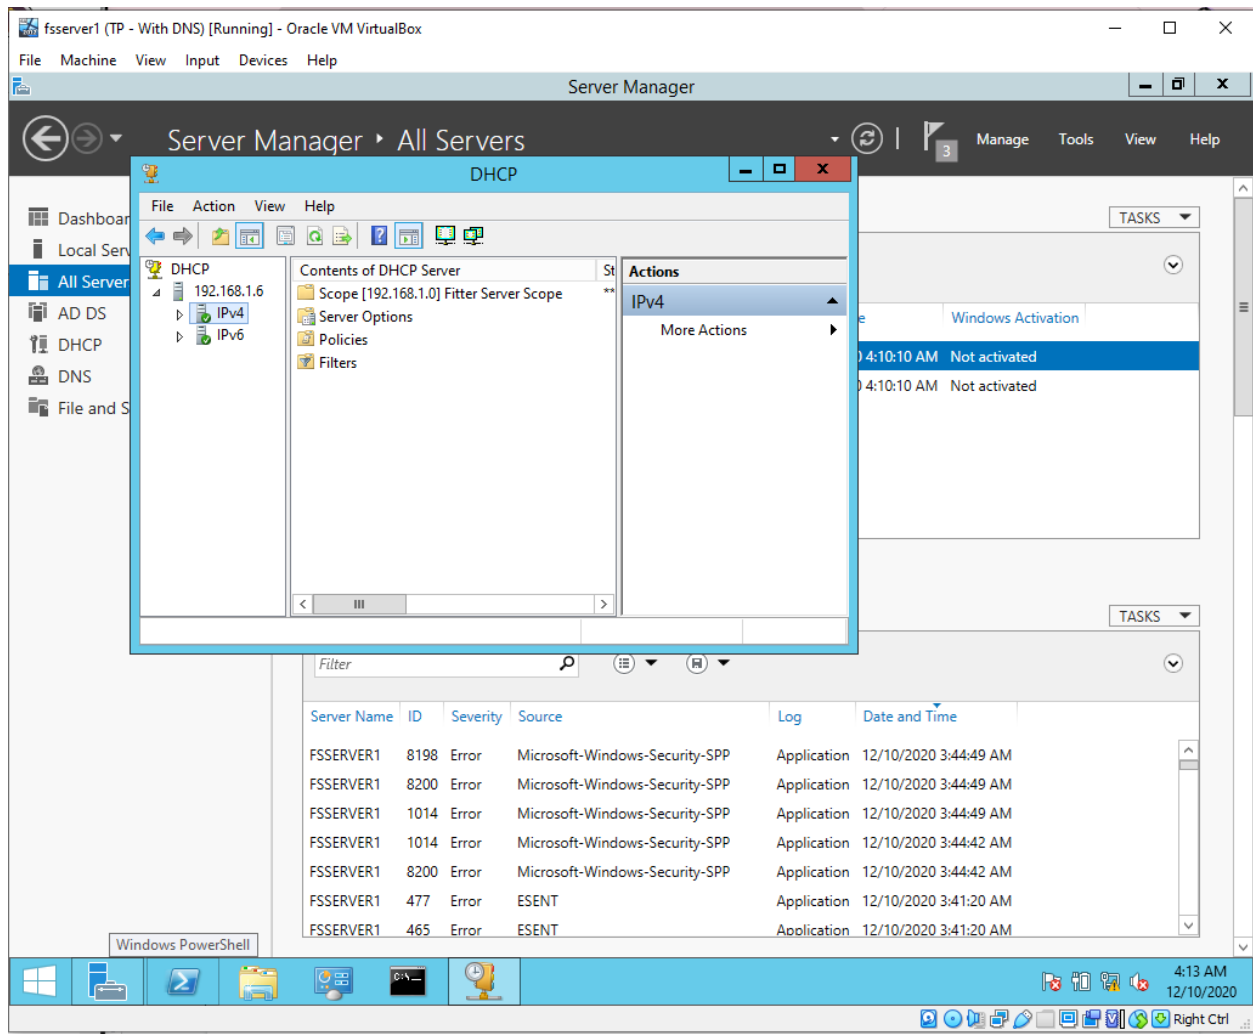 fsserver1 (TP - With DNS) [Running] - Oracle VM VirtualBox
File Machine View Input Devices Help
Server Manager
Server Manager All Servers
3 Manage Tools View Help
DHCP
File Action View Help
DHCP
192.168.1.6
IPv4
IPv6
Contents of DHCP Server St
Scope [192.168.1.0] Fitter Server Scope **
Server Options
Policies
Filters
Actions
IPv4
More Actions
Dashboar
Local Serv
All Server
AD DS
DHCP
DNS
File and S
TASKS
e Windows Activation
0 4:10:10 AM Not activated
0 4:10:10 AM Not activated
TASKS
Filter
Server Name ID Severity Source Log Date and Time
FSSERVER1 8198 Error Microsoft-Windows-Security-SPP Application 12/10/2020 3:44:49 AM
FSSERVER1 8200 Error Microsoft-Windows-Security-SPP Application 12/10/2020 3:44:49 AM
FSSERVER1 1014 Error Microsoft-Windows-Security-SPP Application 12/10/2020 3:44:49 AM
FSSERVER1 1014 Error Microsoft-Windows-Security-SPP Application 12/10/2020 3:44:42 AM
FSSERVER1 8200 Error Microsoft-Windows-Security-SPP Application 12/10/2020 3:44:42 AM
FSSERVER1 477 Error ESENT Application 12/10/2020 3:41:20 AM
FSSERVER1 465 Error ESENT Application 12/10/2020 3:41:20 AM
Windows PowerShell
4:13 AM
12/10/2020
Right Ctrl